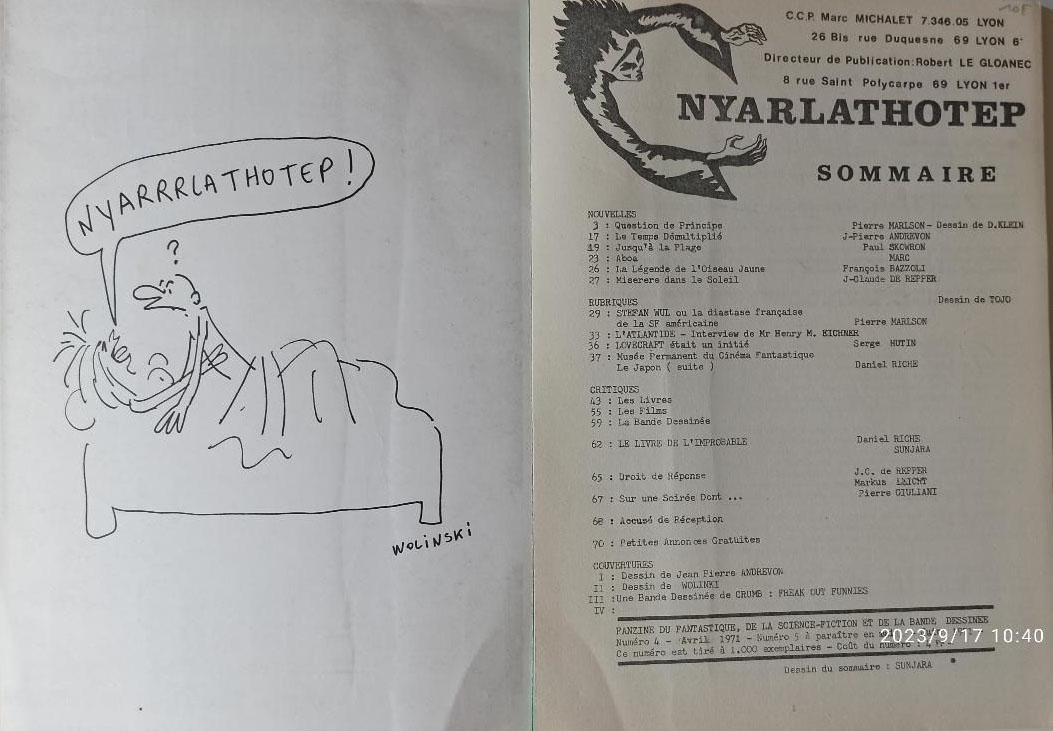 NYARRRLATHOTEP!
?
WOLiNSKi
10F
C.C.P. Marc MICHALET 7.346.05 LYON
26 Bis rue Duquesne 69 LYON 6°
Directeur de Publication:Robert LE GLOANEC
8 rue Saint Polycarpe 69 LYON 1er
NYARLATHOTEP
SOMMAIRE
NOUVELLES
3 : Question de Principe Pierre MARLSON- Dessin de D.KLEIN
17 : Le Temps Démultiplié J-Pierre ANDREVON
19 : Jusqu'à la Plage Paul SKOWRON
23 : Aboa MARC
26 : La Légende de l'Oiseau Jaune François BAZZOLI
27 : Miserere dans le Soleil J-Claude DE REPPER
RUBRIQUES Dessin de TOJO
29 : STEFAN WUL ou la diastase française
de la SF américaine Pierre MARLSON
33 : L'ATLANTIDE - Interview de Mr Henry M. EICHNER
36 : LOVECRAFT était un initié Serge HUTIN
37 : Musée Permanent du Cinéma Fantastique
Le Japon ( suite ) Daniel RICHE
CRITIQUES
43 : Les Livres
55 : Les Films
59 : La Bande Dessinée
62 : LE LIVRE DE L'IMPROBABLE Daniel RICHE
SUNJARA
65 : Droit de Réponse J.C. de REPPER
Markus LEICHT
67 : Sur une Soirée Dont ... Pierre GIULIANI
68 : Accusé de Réception
70 : Petites Annonces Gratuites
COUVERTURES
I : Dessin de Jean Pierre ANDREVON
II : Dessin de WOLINKI
III :Une Bande Dessinée de CRUMB : FREAK OUT FUNNIES
IV :
FANZINE DU FANTASTIQUE, DE LA SCIENCE-FICTION ET DE LA BANDE DESSINEE
Numéro 4 - Avril 1971 - Numéro 5 à paraître en
Ce numéro est tiré à 1.000 exemplaires - Coût du numéro :
2023/9/17 10:40
Dessin du sommaire : SUNJARA